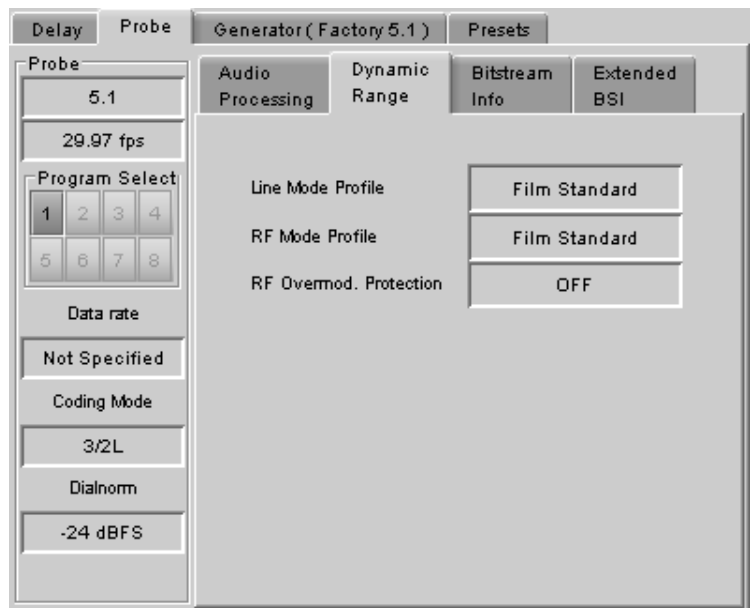 Delay
Probe
Generator ( Factory 5.1 )
Presets
Probe
5.1
29.97 fps
Program Select
1 2 3 4
5 6 7 8
Data rate
Not Specified
Coding Mode
3/2L
Dialnorm
-24 dBFS
Audio
Processing
Dynamic
Range
Bitstream
Info
Extended
BSI
Line Mode Profile
Film Standard
RF Mode Profile
Film Standard
RF Overmod. Protection
OFF